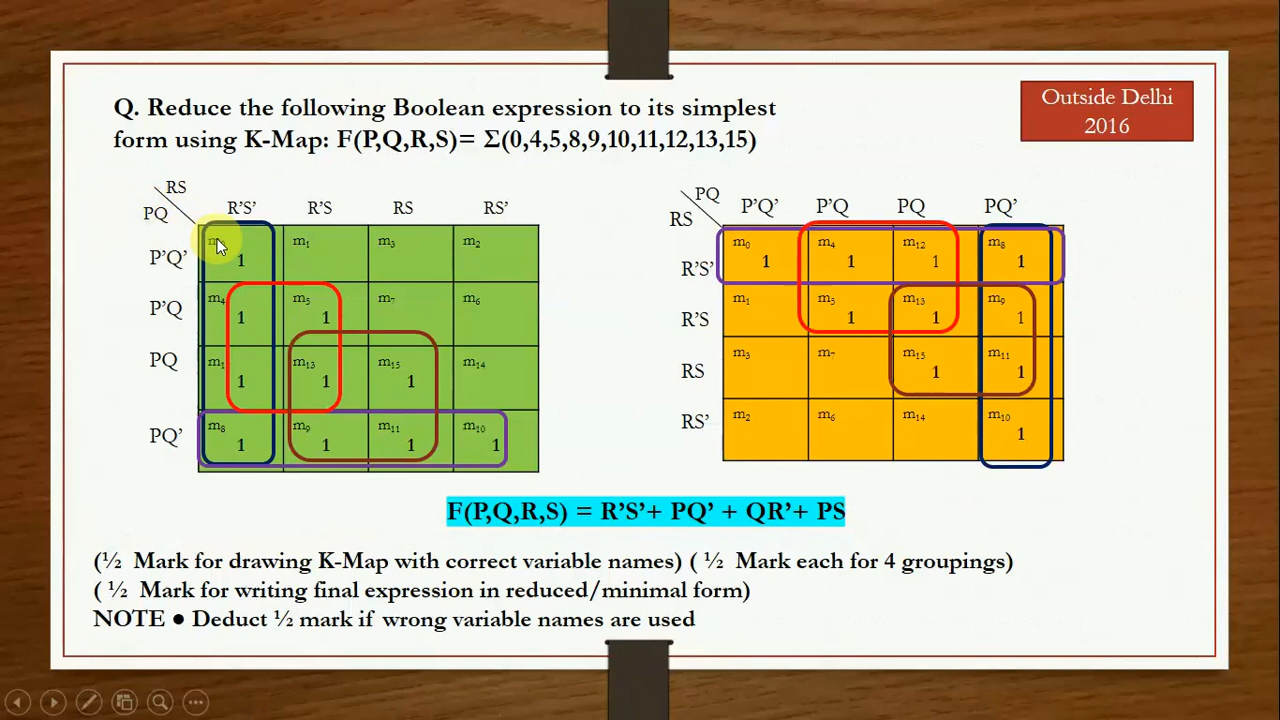 Q. Reduce the following Boolean expression to its simplest
form using K-Map: F(P,Q,R,S)= Σ(0,4,5,8,9,10,11,12,13,15)
Outside Delhi
2016
RS
PQ
R’S’ R’S RS RS’
P’Q’
m₁ m₃ m₂
1
P’Q
m₄ m₅ m₇ m₆
1 1
PQ
m₁₃ m₁₅ m₁₄
1 1 1
PQ’
m₈ m₉ m₁₁ m₁₀
1 1 1 1
PQ
RS
P’Q’ P’Q PQ PQ’
R’S’
m₀ m₄ m₁₂ m₈
1 1 1 1
R’S
m₁ m₅ m₁₃ m₉
1 1 1
RS
m₃ m₇ m₁₅ m₁₁
1 1
RS’
m₂ m₆ m₁₄ m₁₀
1
F(P,Q,R,S) = R’S’+ PQ’ + QR’+ PS
(½ Mark for drawing K-Map with correct variable names) ( ½ Mark each for 4 groupings)
( ½ Mark for writing final expression in reduced/minimal form)
NOTE ● Deduct ½ mark if wrong variable names are used